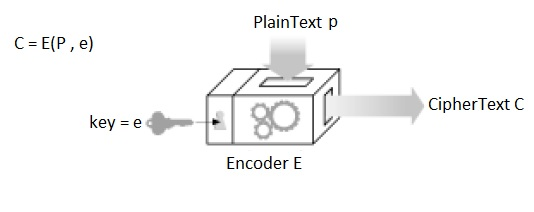 PlainText p
C = E(P , e)
key = e
CipherText C
Encoder E